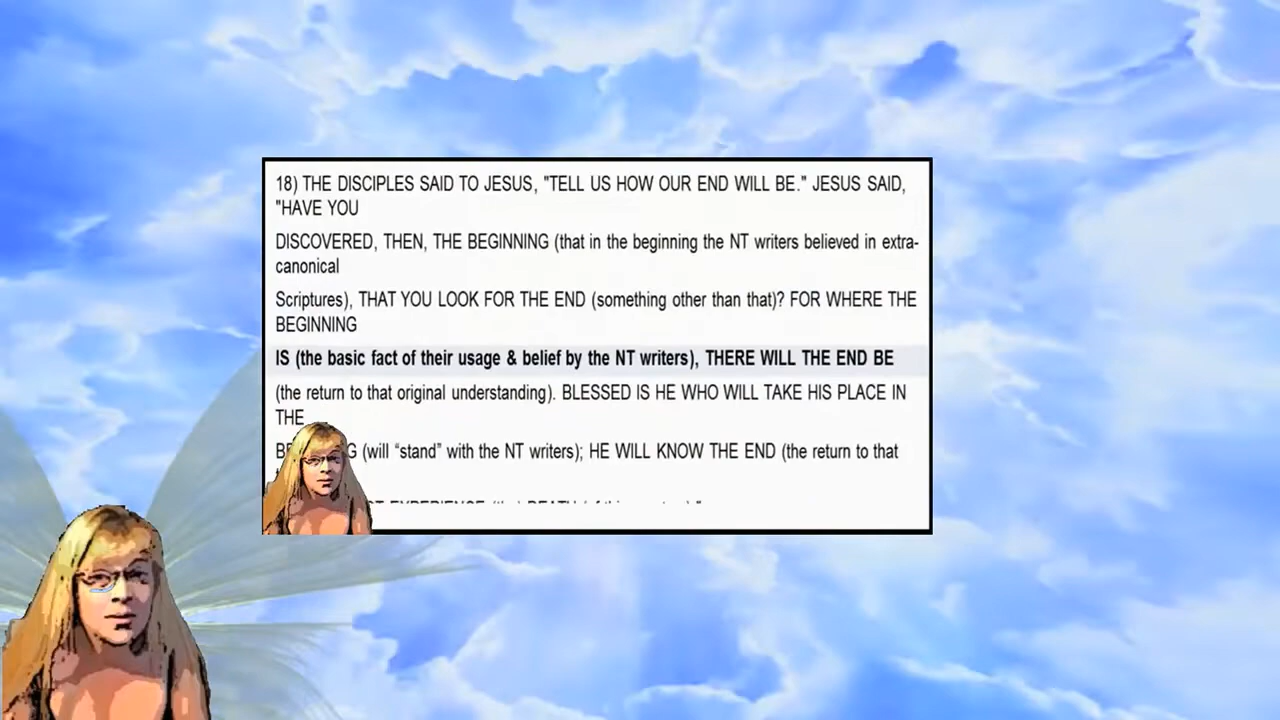 18) THE DISCIPLES SAID TO JESUS, "TELL US HOW OUR END WILL BE." JESUS SAID,
"HAVE YOU
DISCOVERED, THEN, THE BEGINNING (that in the beginning the NT writers believed in extra-
canonical
Scriptures), THAT YOU LOOK FOR THE END (something other than that)? FOR WHERE THE
BEGINNING
IS (the basic fact of their usage & belief by the NT writers), THERE WILL THE END BE
(the return to that original understanding). BLESSED IS HE WHO WILL TAKE HIS PLACE IN
THE
(will “stand” with the NT writers); HE WILL KNOW THE END (the return to that
EXPERIENCE DEATH